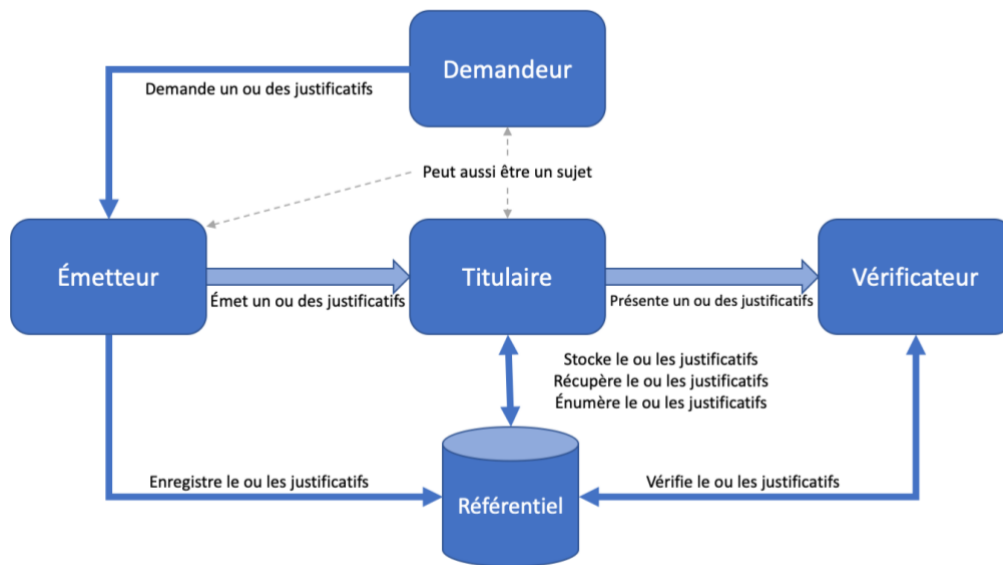 Demandeur
Demande un ou des justificatifs
Peut aussi être un sujet
Émetteur
Titulaire
Vérificateur
Émet un ou des justificatifs
Présente un ou des justificatifs
Stocke le ou les justificatifs
Récupère le ou les justificatifs
Énumère le ou les justificatifs
Enregistre le ou les justificatifs
Vérifie le ou les justificatifs
Référentiel